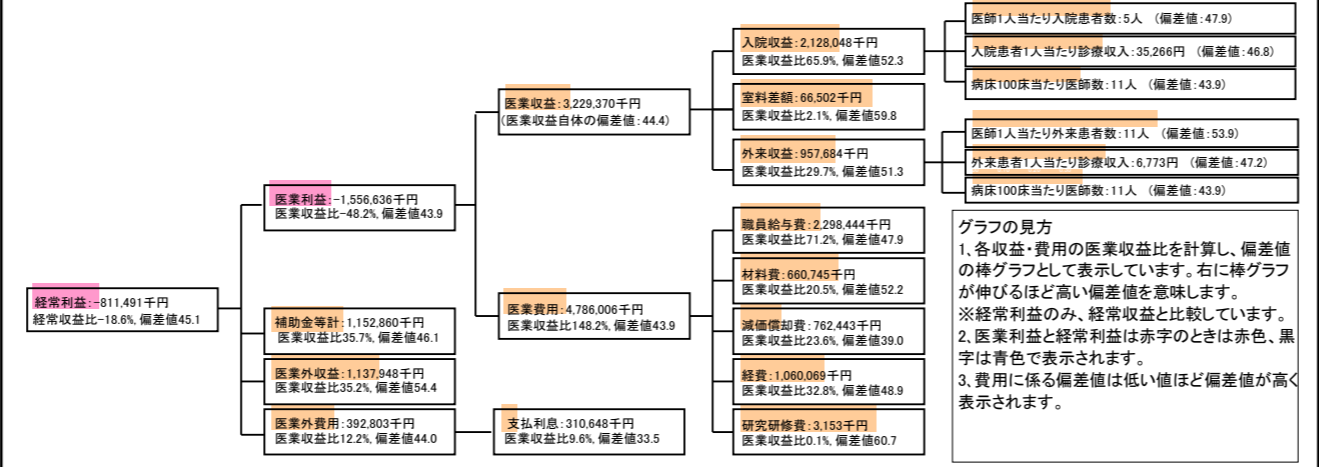 医師1人当たり入院患者数:5人 (偏差値:47.9)
入院収益:2,128,048千円
医業収益比65.9%, 偏差値52.3
入院患者1人当たり診療収入:35,266円 (偏差値:46.8)
病床100床当たり医師数:11人 (偏差値:43.9)
医業収益:3,229,370千円
(医業収益自体の偏差値:44.4)
室料差額:66,502千円
医業収益比2.1%, 偏差値59.8
医師1人当たり外来患者数:11人 (偏差値:53.9)
外来収益:957,684千円
医業収益比29.7%, 偏差値51.3
外来患者1人当たり診療収入:6,773円 (偏差値:47.2)
病床100床当たり医師数:11人 (偏差値:43.9)
医業利益:-1,556,636千円
医業収益比-48.2%, 偏差値43.9
職員給与費:2,298,444千円
医業収益比71.2%, 偏差値47.9
材料費:660,745千円
医業収益比20.5%, 偏差値52.2
経常利益:-811,491千円
経常収益比-18.6%, 偏差値45.1
補助金等計:1,152,860千円
医業収益比35.7%, 偏差値46.1
医業費用:4,786,006千円
医業収益比148.2%, 偏差値43.9
減価償却費:762,443千円
医業収益比23.6%, 偏差値39.0
医業外収益:1,137,948千円
医業収益比35.2%, 偏差値54.4
経費:1,060,069千円
医業収益比32.8%, 偏差値48.9
医業外費用:392,803千円
医業収益比12.2%, 偏差値44.0
支払利息:310,648千円
医業収益比9.6%, 偏差値33.5
研究研修費:3,153千円
医業収益比0.1%, 偏差値60.7
グラフの見方
1、各収益・費用の医業収益比を計算し、偏差値
の棒グラフとして表示しています。右に棒グラフ
が伸びるほど高い偏差値を意味します。
※経常利益のみ、経常収益と比較しています。
2、医業利益と経常利益は赤字のときは赤色、黒
字は青色で表示されます。
3、費用に係る偏差値は低い値ほど偏差値が高く
表示されます。